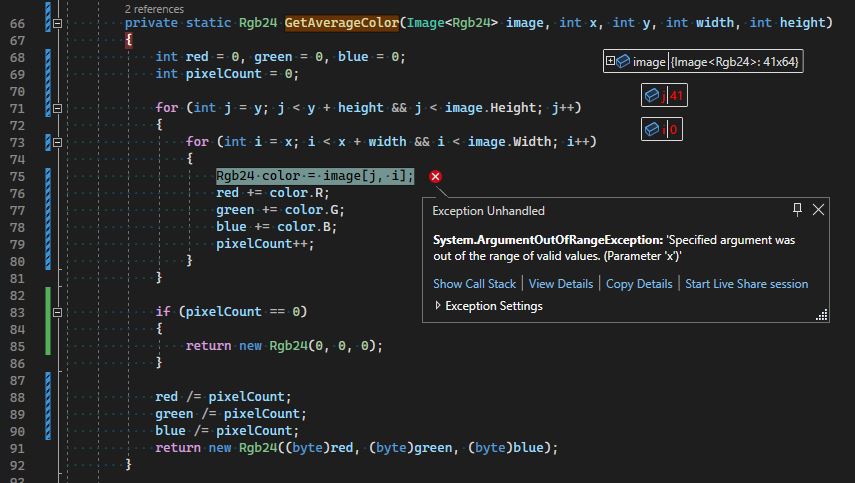 2 references
66 private static Rgb24 GetAverageColor(Image<Rgb24> image, int x, int y, int width, int height)
67 {
68 int red = 0, green = 0, blue = 0;
image {Image<Rgb24>: 41x64}
69 int pixelCount = 0;
70
j 41
71 for (int j = y; j < y + height && j < image.Height; j++)
72 {
i 0
73 for (int i = x; i < x + width && i < image.Width; i++)
74 {
75 Rgb24 color = image[j, i];
76 red += color.R;
77 green += color.G;
78 blue += color.B;
79 pixelCount++;
80 }
81 }
Exception Unhandled
System.ArgumentOutOfRangeException: 'Specified argument was
out of the range of valid values. (Parameter 'x')'
Show Call Stack | View Details | Copy Details | Start Live Share session
Exception Settings
82
83 if (pixelCount == 0)
84 {
85 return new Rgb24(0, 0, 0);
86 }
87
88 red /= pixelCount;
89 green /= pixelCount;
90 blue /= pixelCount;
91 return new Rgb24((byte)red, (byte)green, (byte)blue);
92 }